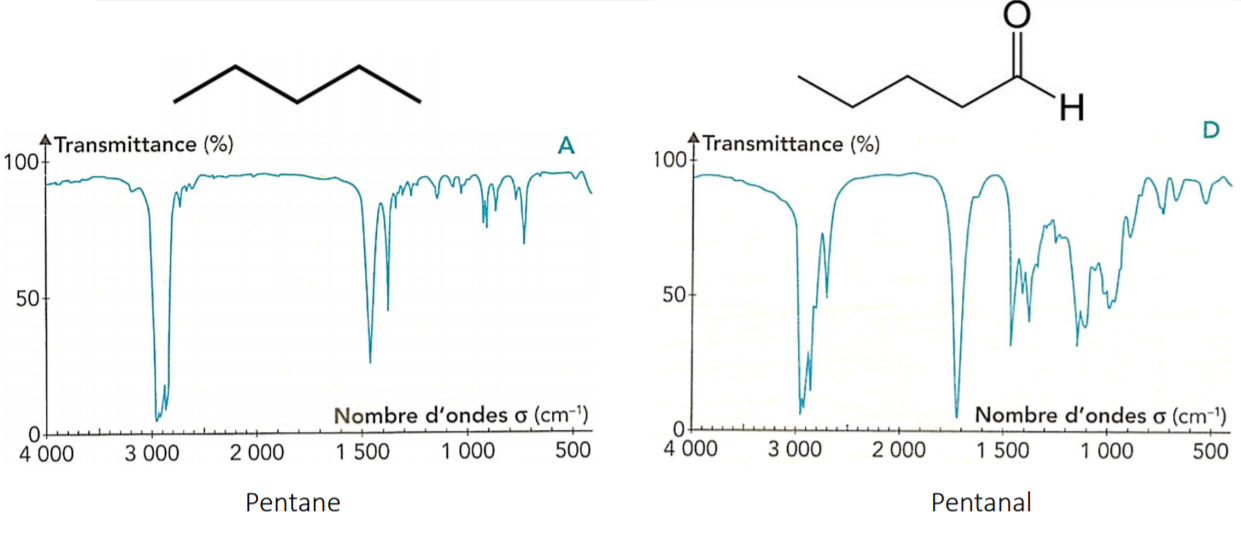 Transmittance (%)
A
100
50
0
Nombre d'ondes σ (cm⁻¹)
4 000 3 000 2 000 1 500 1 000 500
Pentane
O
H
D
Transmittance (%)
100
50
0
Nombre d'ondes σ (cm⁻¹)
4 000 3 000 2 000 1 500 1 000 500
Pentanal